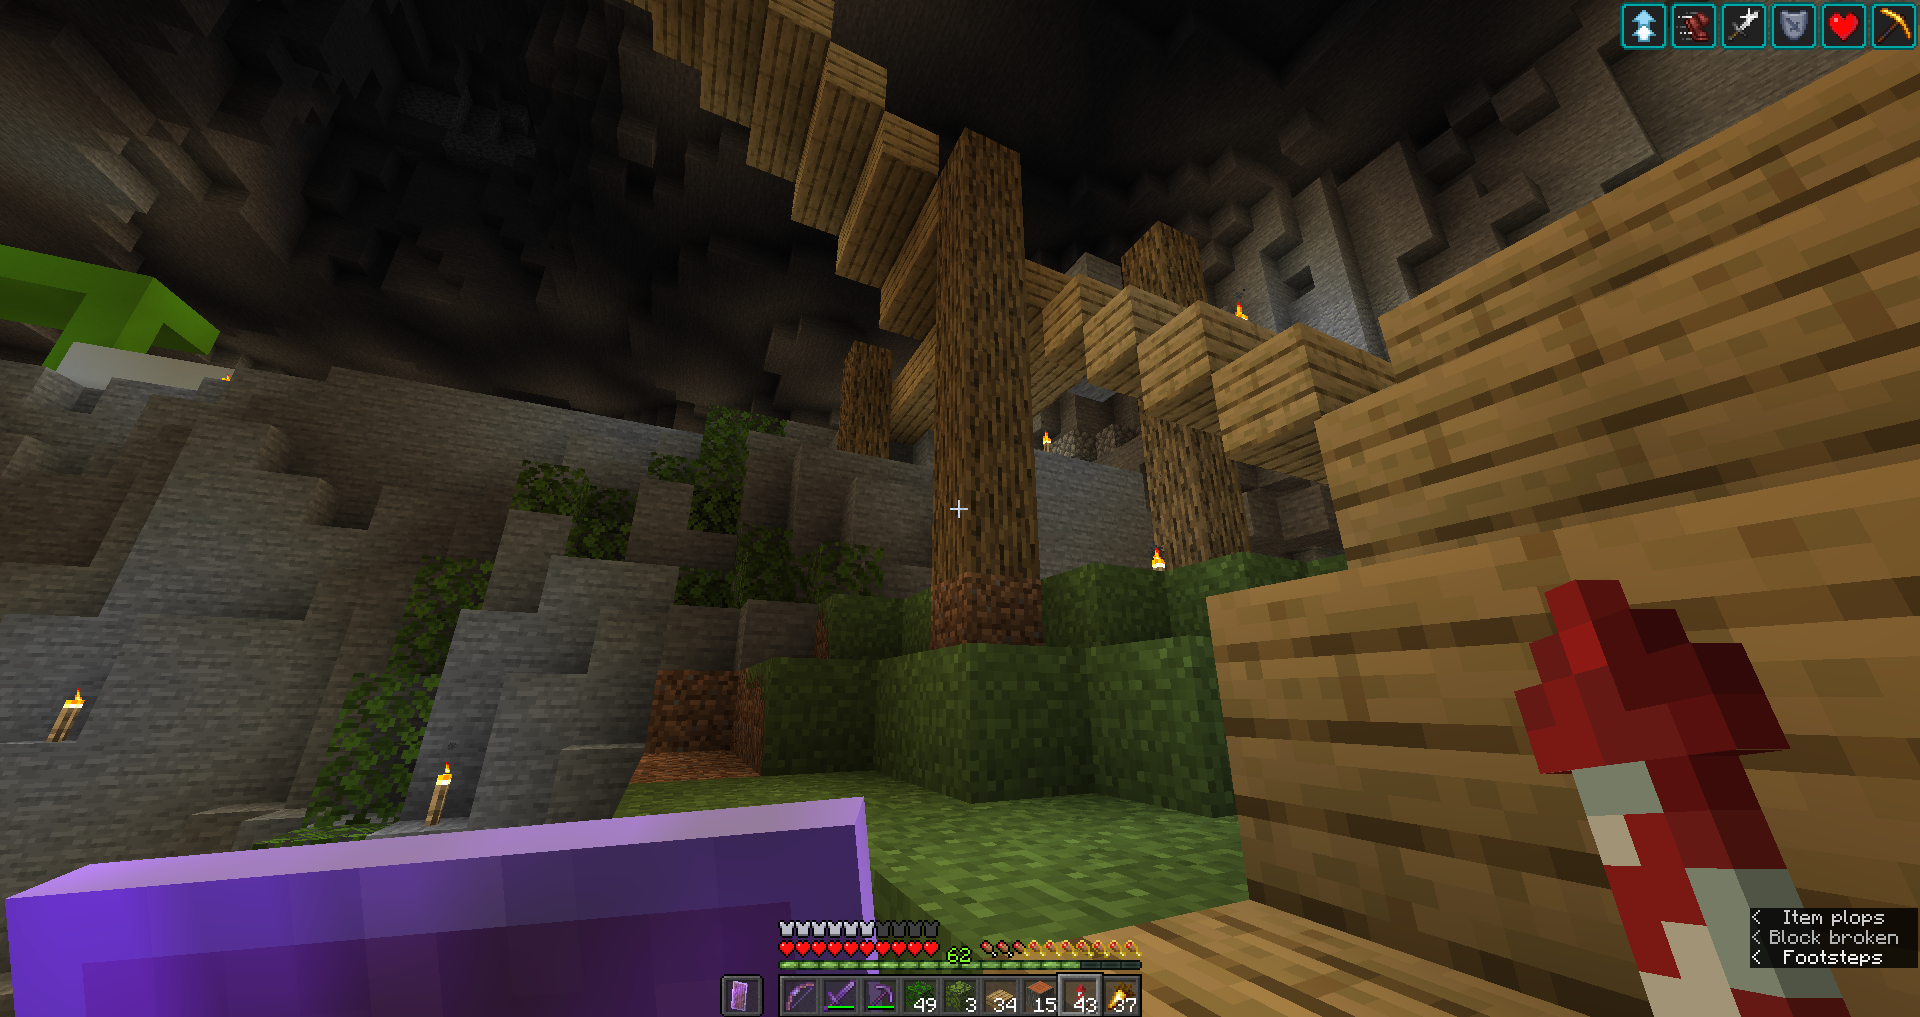 < Item plops
< Block broken
< Footsteps
62
49 3 34 15 43 37